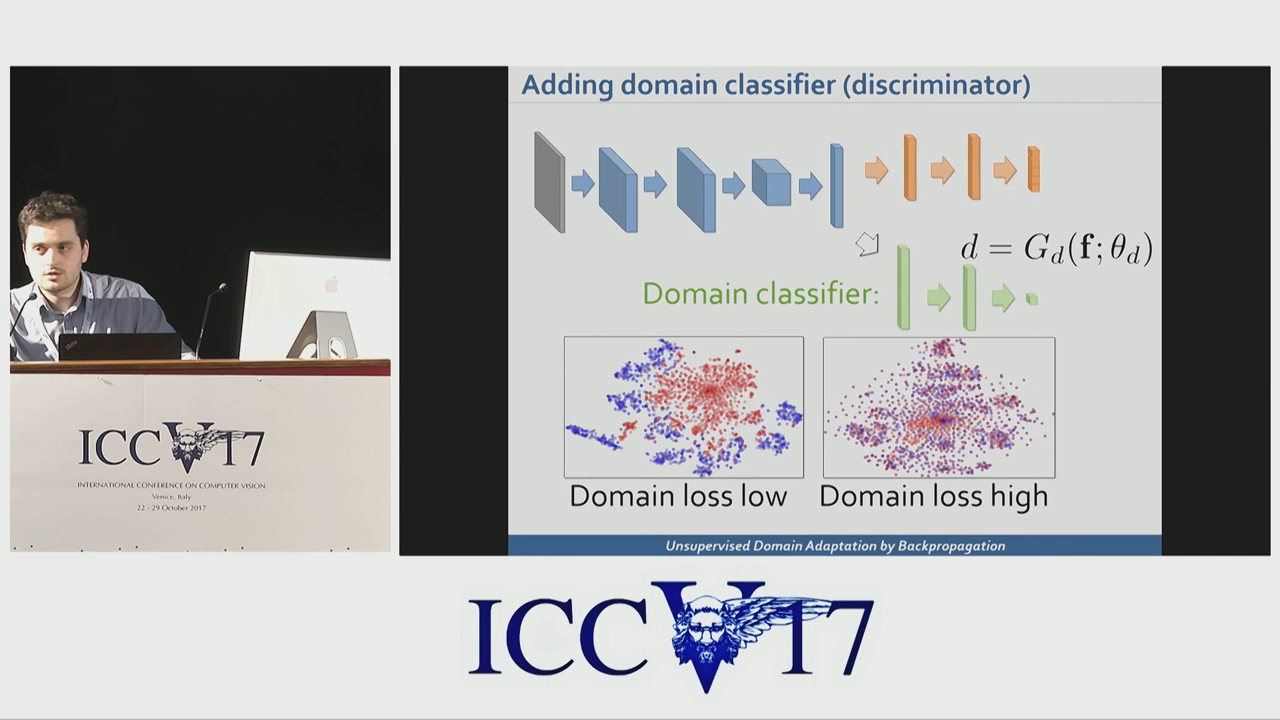 Adding domain classifier (discriminator)
d = G_d(f; θ_d)
Domain classifier:
Domain loss low
Domain loss high
Unsupervised Domain Adaptation by Backpropagation
ICCV17
INTERNATIONAL CONFERENCE ON COMPUTER VISION
Venice, Italy
22 - 29 October 2017
ICCV17